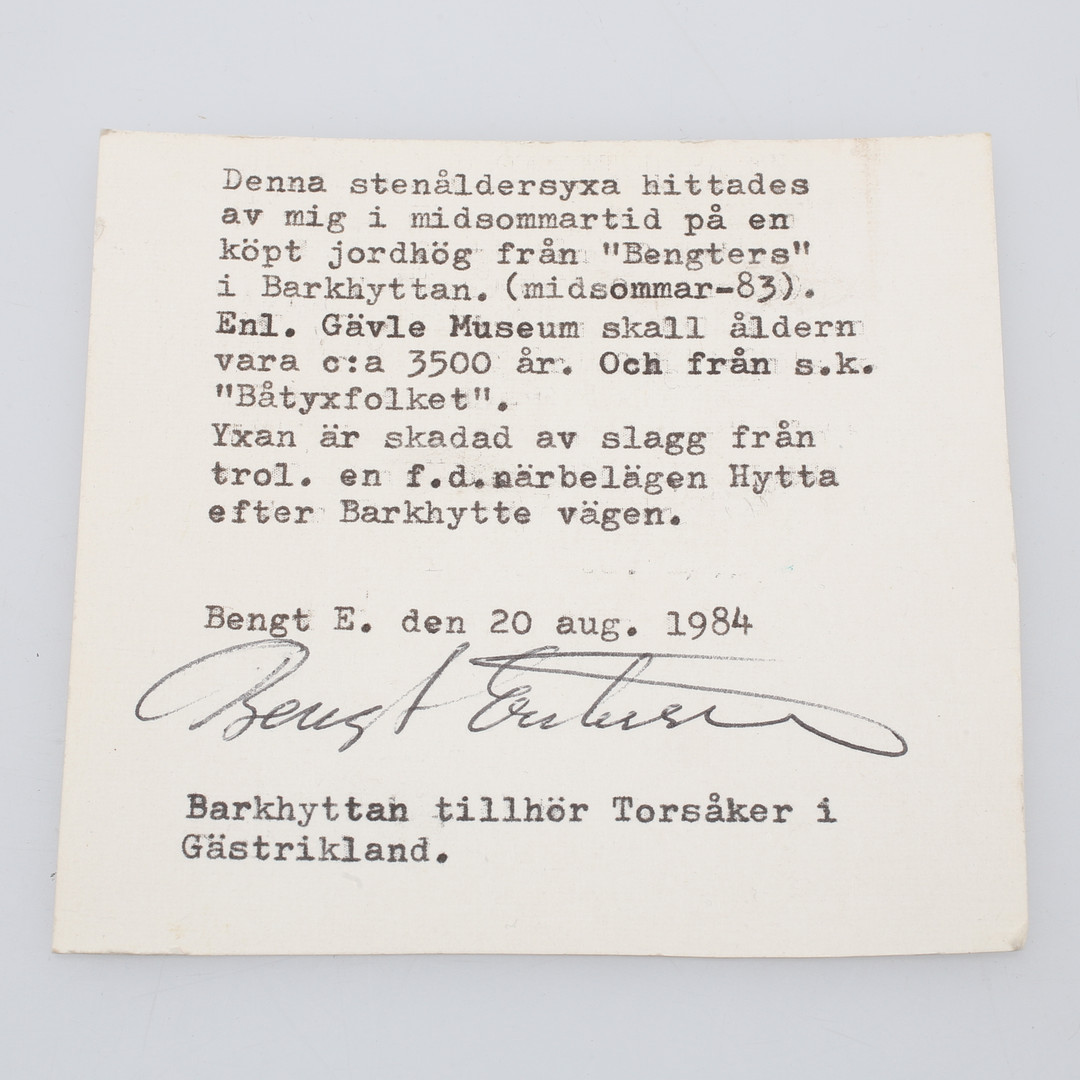 Denna stenåldersyxa hittades
av mig i midsommartid på en
köpt jordhög från "Bengters"
i Barkhyttan. (midsommar-83).
Enl. Gävle Museum skall åldern
vara c:a 3500 år. Och från s.k.
"Båtyxfolket".
Yxan är skadad av slagg från
trol. en f.d.närbelägen Hytta
efter Barkhytte vägen.
Bengt E. den 20 aug. 1984
Bengt
Barkhyttan tillhör Torsåker i
Gästrikland.